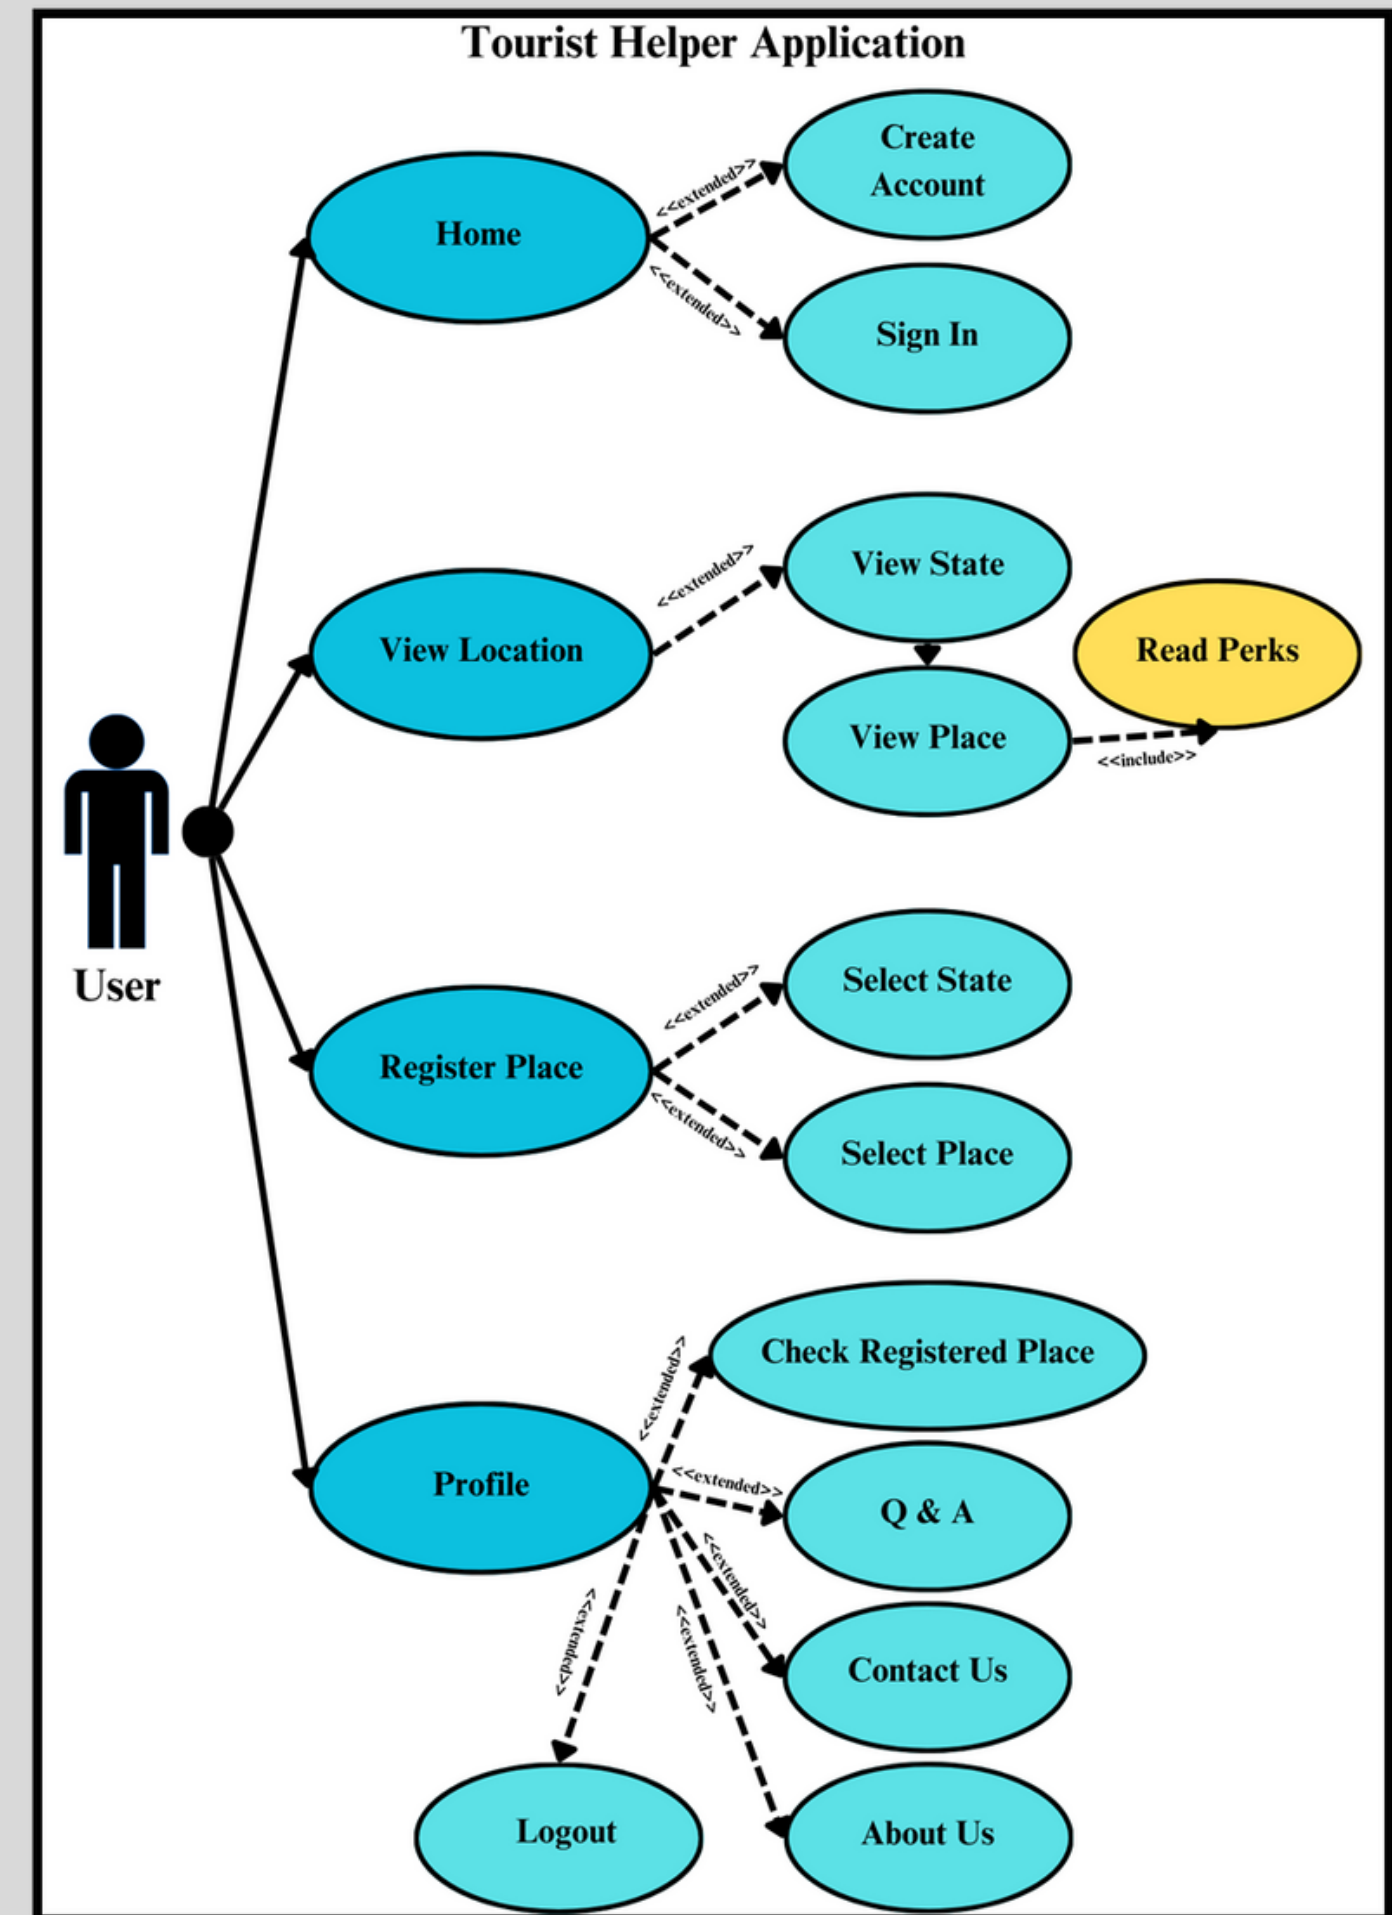 Tourist Helper Application
Create
Account
<<extended>>
Home
<<extended>>
Sign In
<<extended>>
View State
View Location
Read Perks
View Place
<<include>>
User
<<extended>>
Select State
Register Place
<<extended>>
Select Place
<<extended>>
Check Registered Place
Profile
<<extended>>
Q & A
<<extended>>
<<extended>>
<<extended>>
Contact Us
Logout
About Us